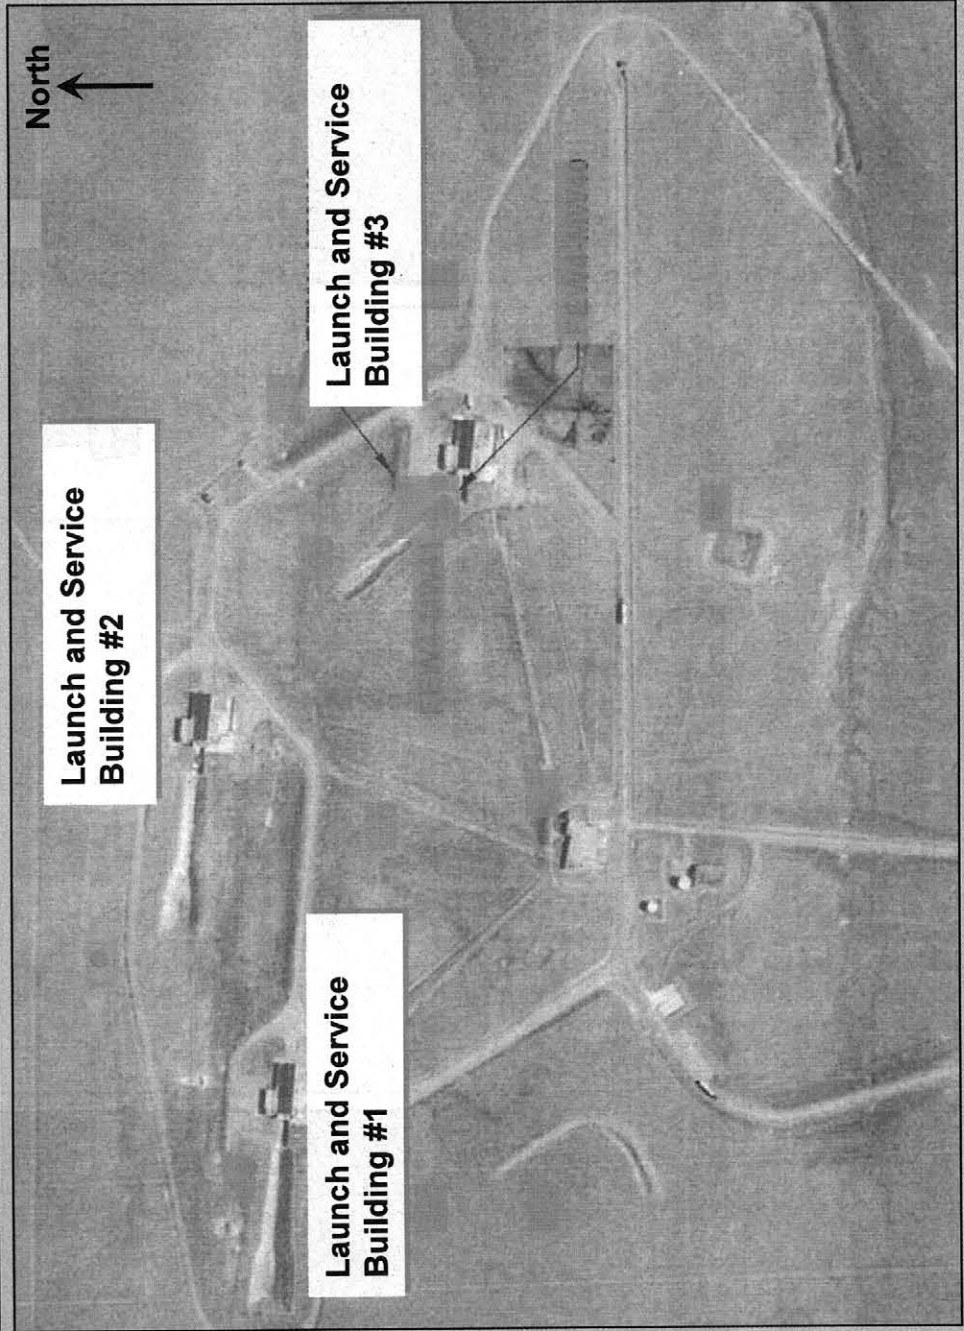 North
Launch and Service
Building #1
Launch and Service
Building #2
Launch and Service
Building #3